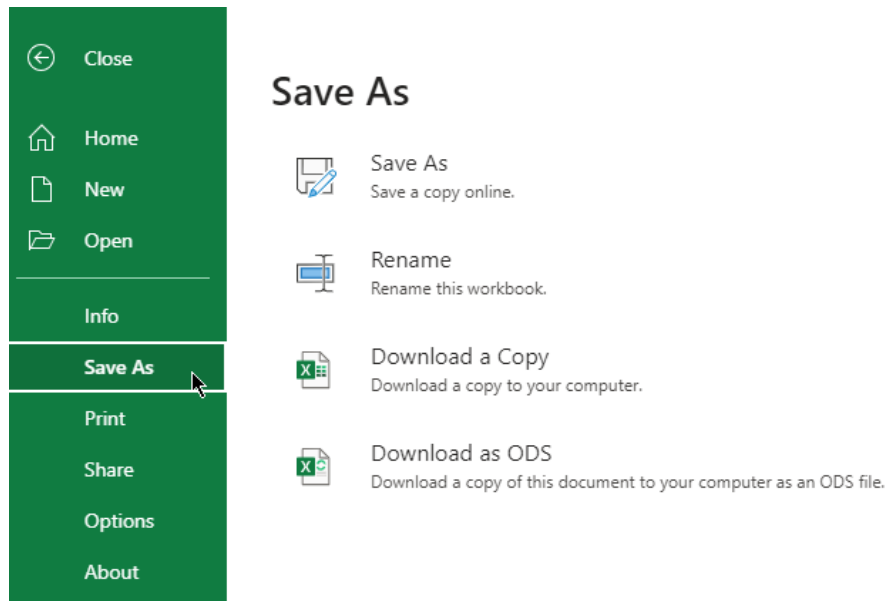 Close
Home
New
Open
Info
Save As
Print
Share
Options
About
Save As
Save As
Save a copy online.
Rename
Rename this workbook.
Download a Copy
Download a copy to your computer.
Download as ODS
Download a copy of this document to your computer as an ODS file.